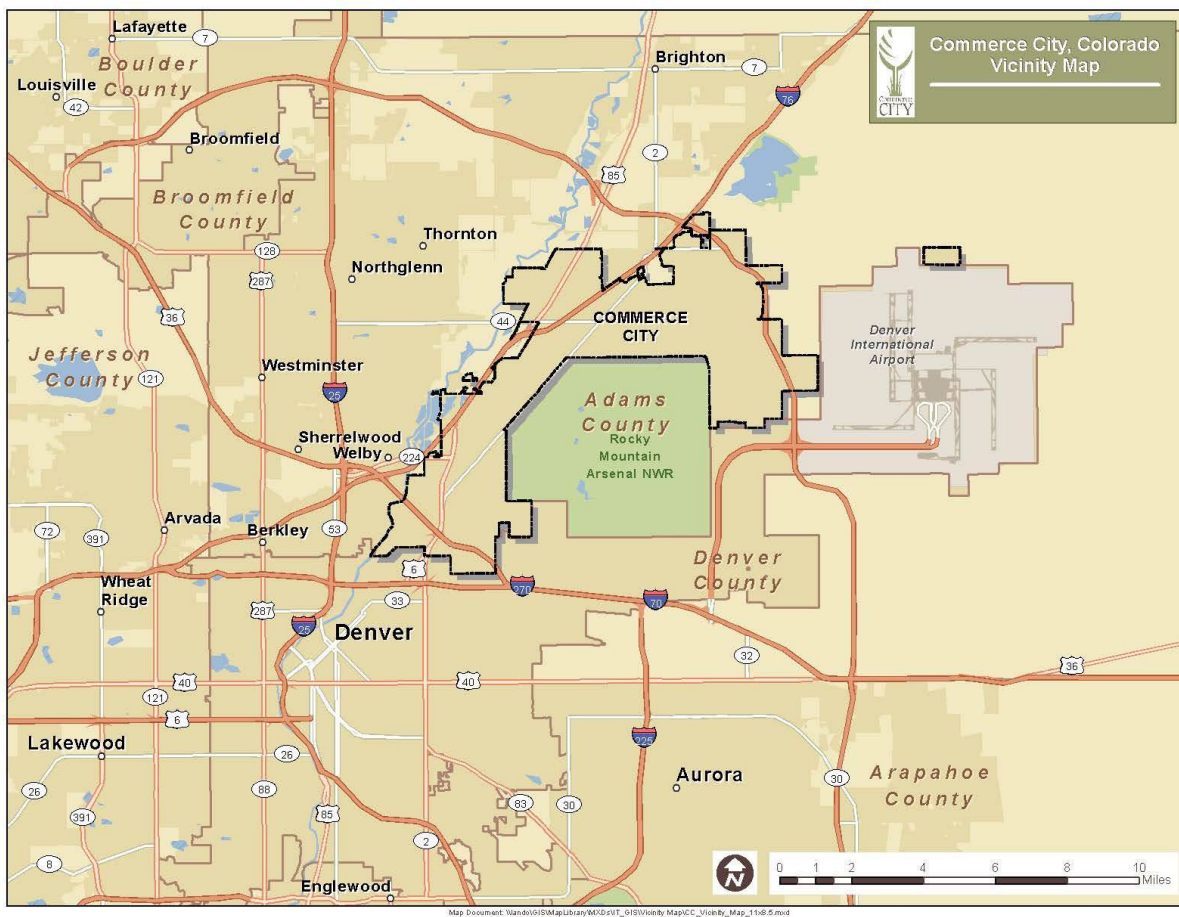 Lafayette
7
Boulder
County
Louisville
42
Broomfield
Broomfield
County
Brighton
7
76
2
85
Commerce City, Colorado
Vicinity Map
Commerce
CITY
Thornton
128
Northglenn
287
36
44
COMMERCE
CITY
Denver
International
Airport
Jefferson
County
121
Westminster
25
Adams
County
Rocky
Mountain
Arsenal NWR
Sherrelwood
Welby
224
Arvada
72
391
Berkley
53
Wheat
Ridge
6
270
70
Denver
County
287
33
25
Denver
32
36
40
40
121
6
225
Lakewood
26
26
Aurora
30
Arapahoe
County
88
391
85
83
30
2
8
Englewood
N
0 1 2 4 6 8 10
Miles